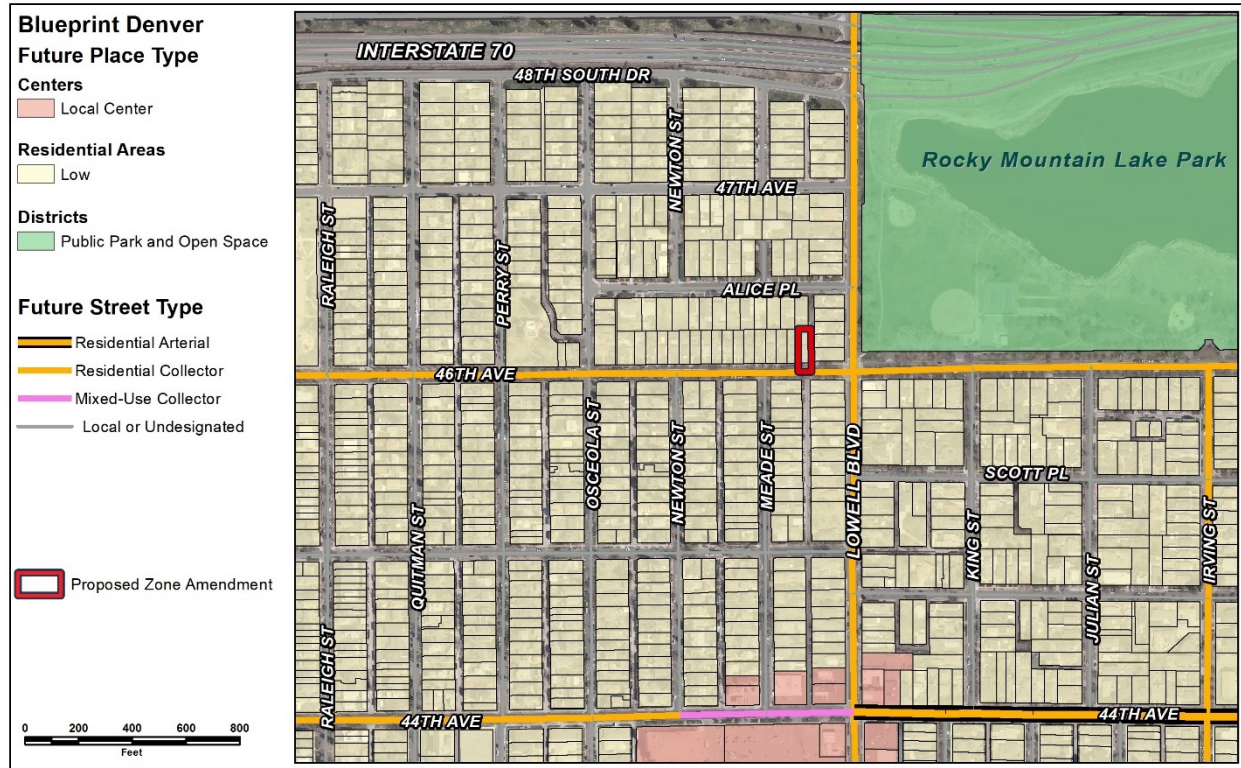 Blueprint Denver
Future Place Type
Centers
Local Center
Residential Areas
Low
Districts
Public Park and Open Space
Future Street Type
Residential Arterial
Residential Collector
Mixed-Use Collector
Local or Undesignated
Proposed Zone Amendment
0 200 400 600 800
Feet
INTERSTATE 70
48TH SOUTH DR
Rocky Mountain Lake Park
NEWTON ST
47TH AVE
RALEIGH ST
PERRY ST
ALICE PL
46TH AVE
OSCEOLA ST
NEWTON ST
MEADE ST
LOWELL BLVD
SCOTT PL
QUITMAN ST
KING ST
JULIAN ST
IRVING ST
RALEIGH ST
44TH AVE
44TH AVE